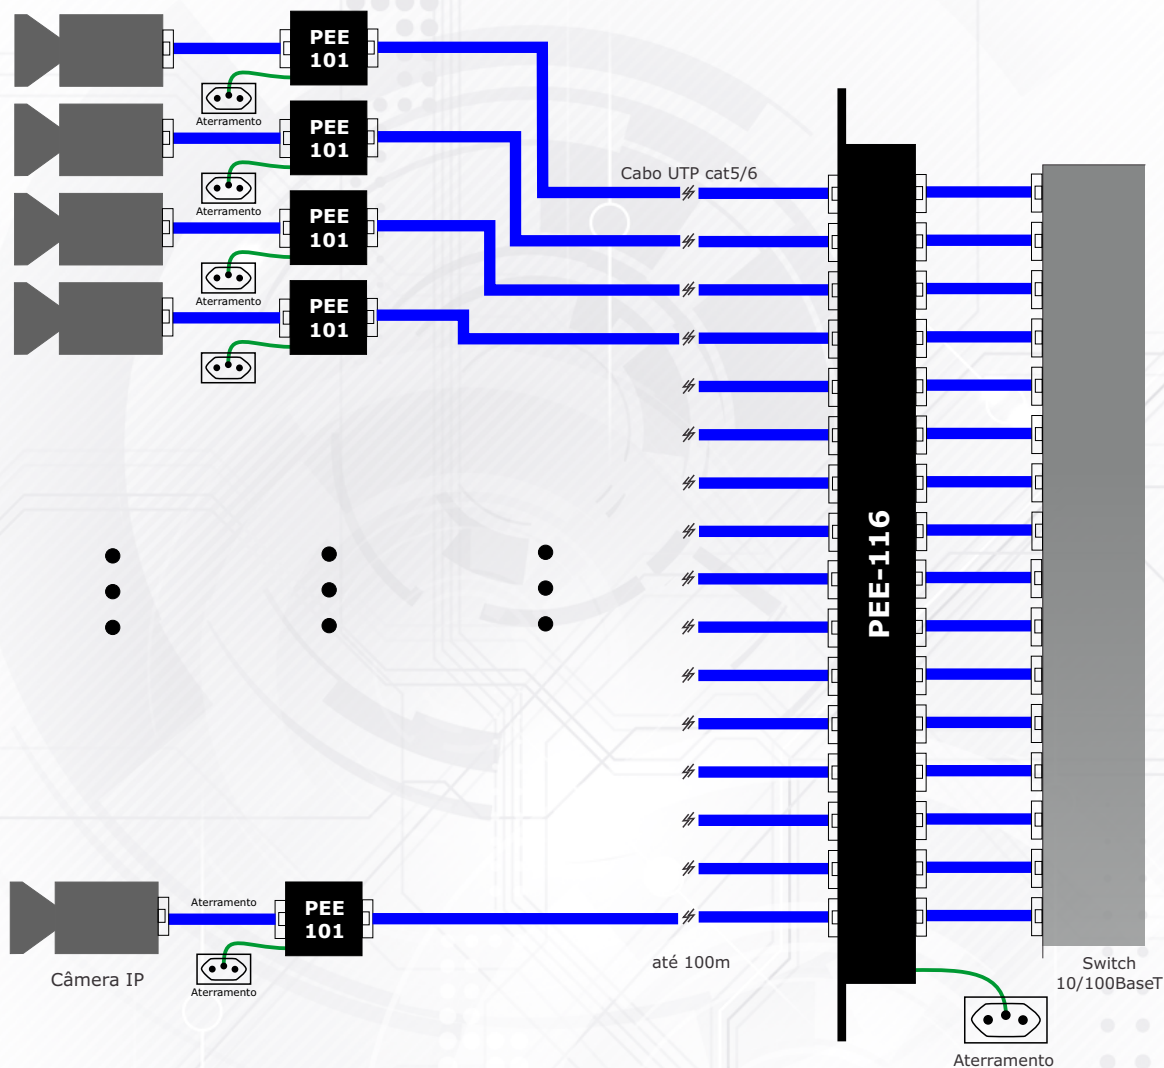 PEE
101
Aterramento
PEE
101
Aterramento
PEE
101
Aterramento
PEE
101
Cabo UTP cat5/6
PEE-116
Aterramento
PEE
101
Aterramento
Câmera IP
até 100m
Switch
10/100BaseT
Aterramento